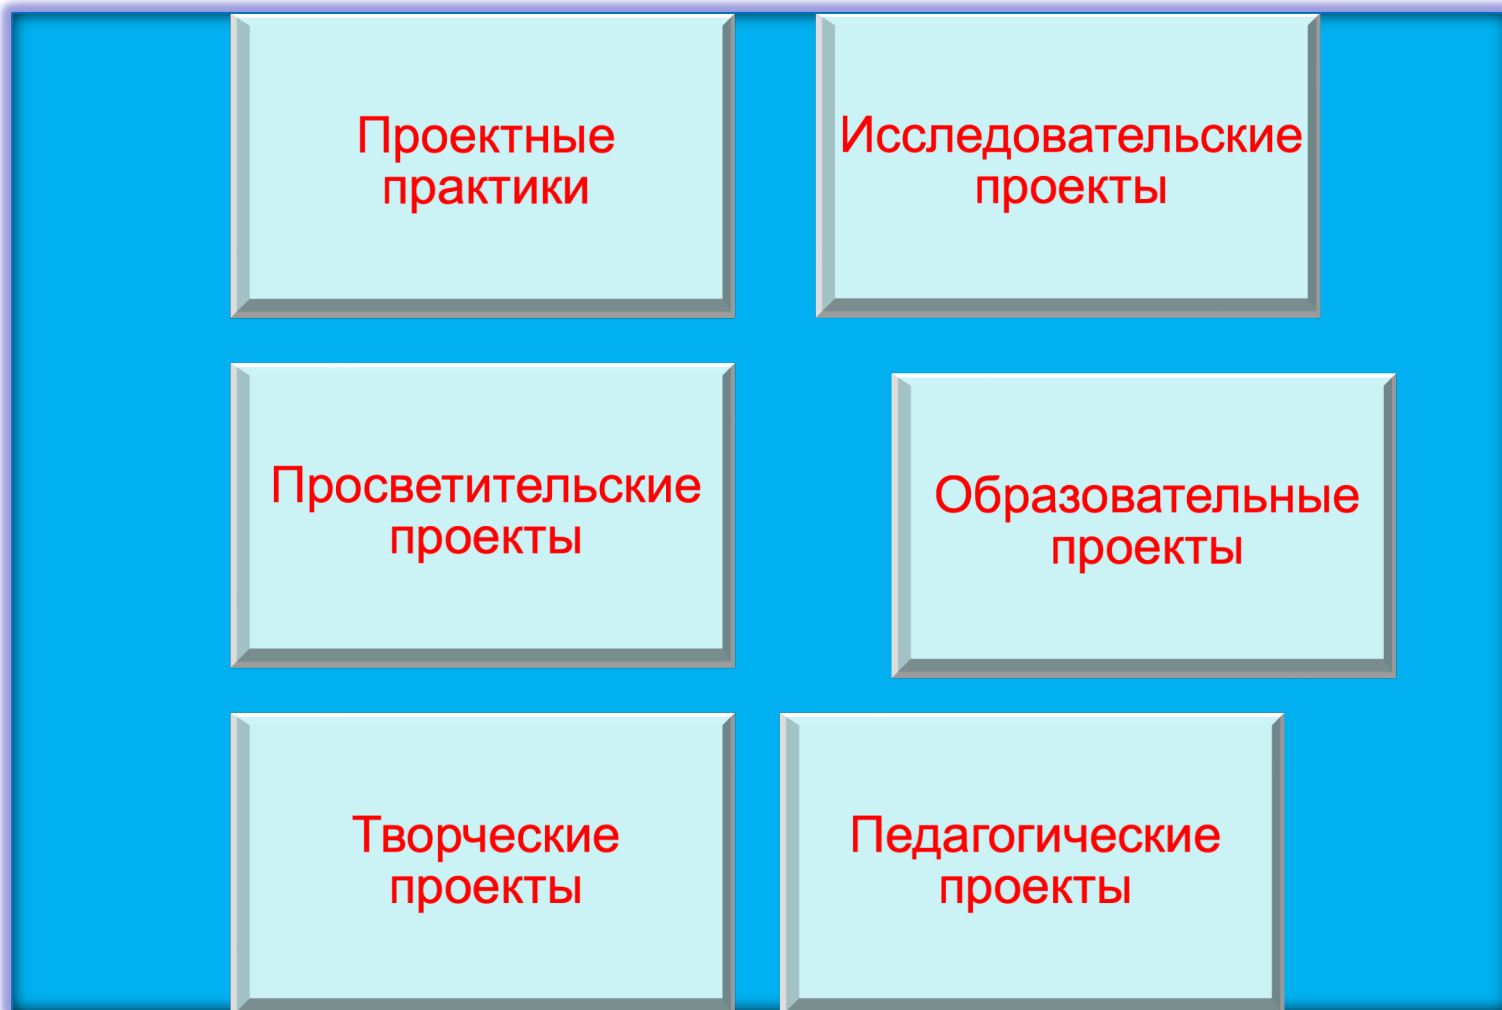 Проектные
практики
Исследовательские
проекты
Просветительские
проекты
Образовательные
проекты
Творческие
проекты
Педагогические
проекты